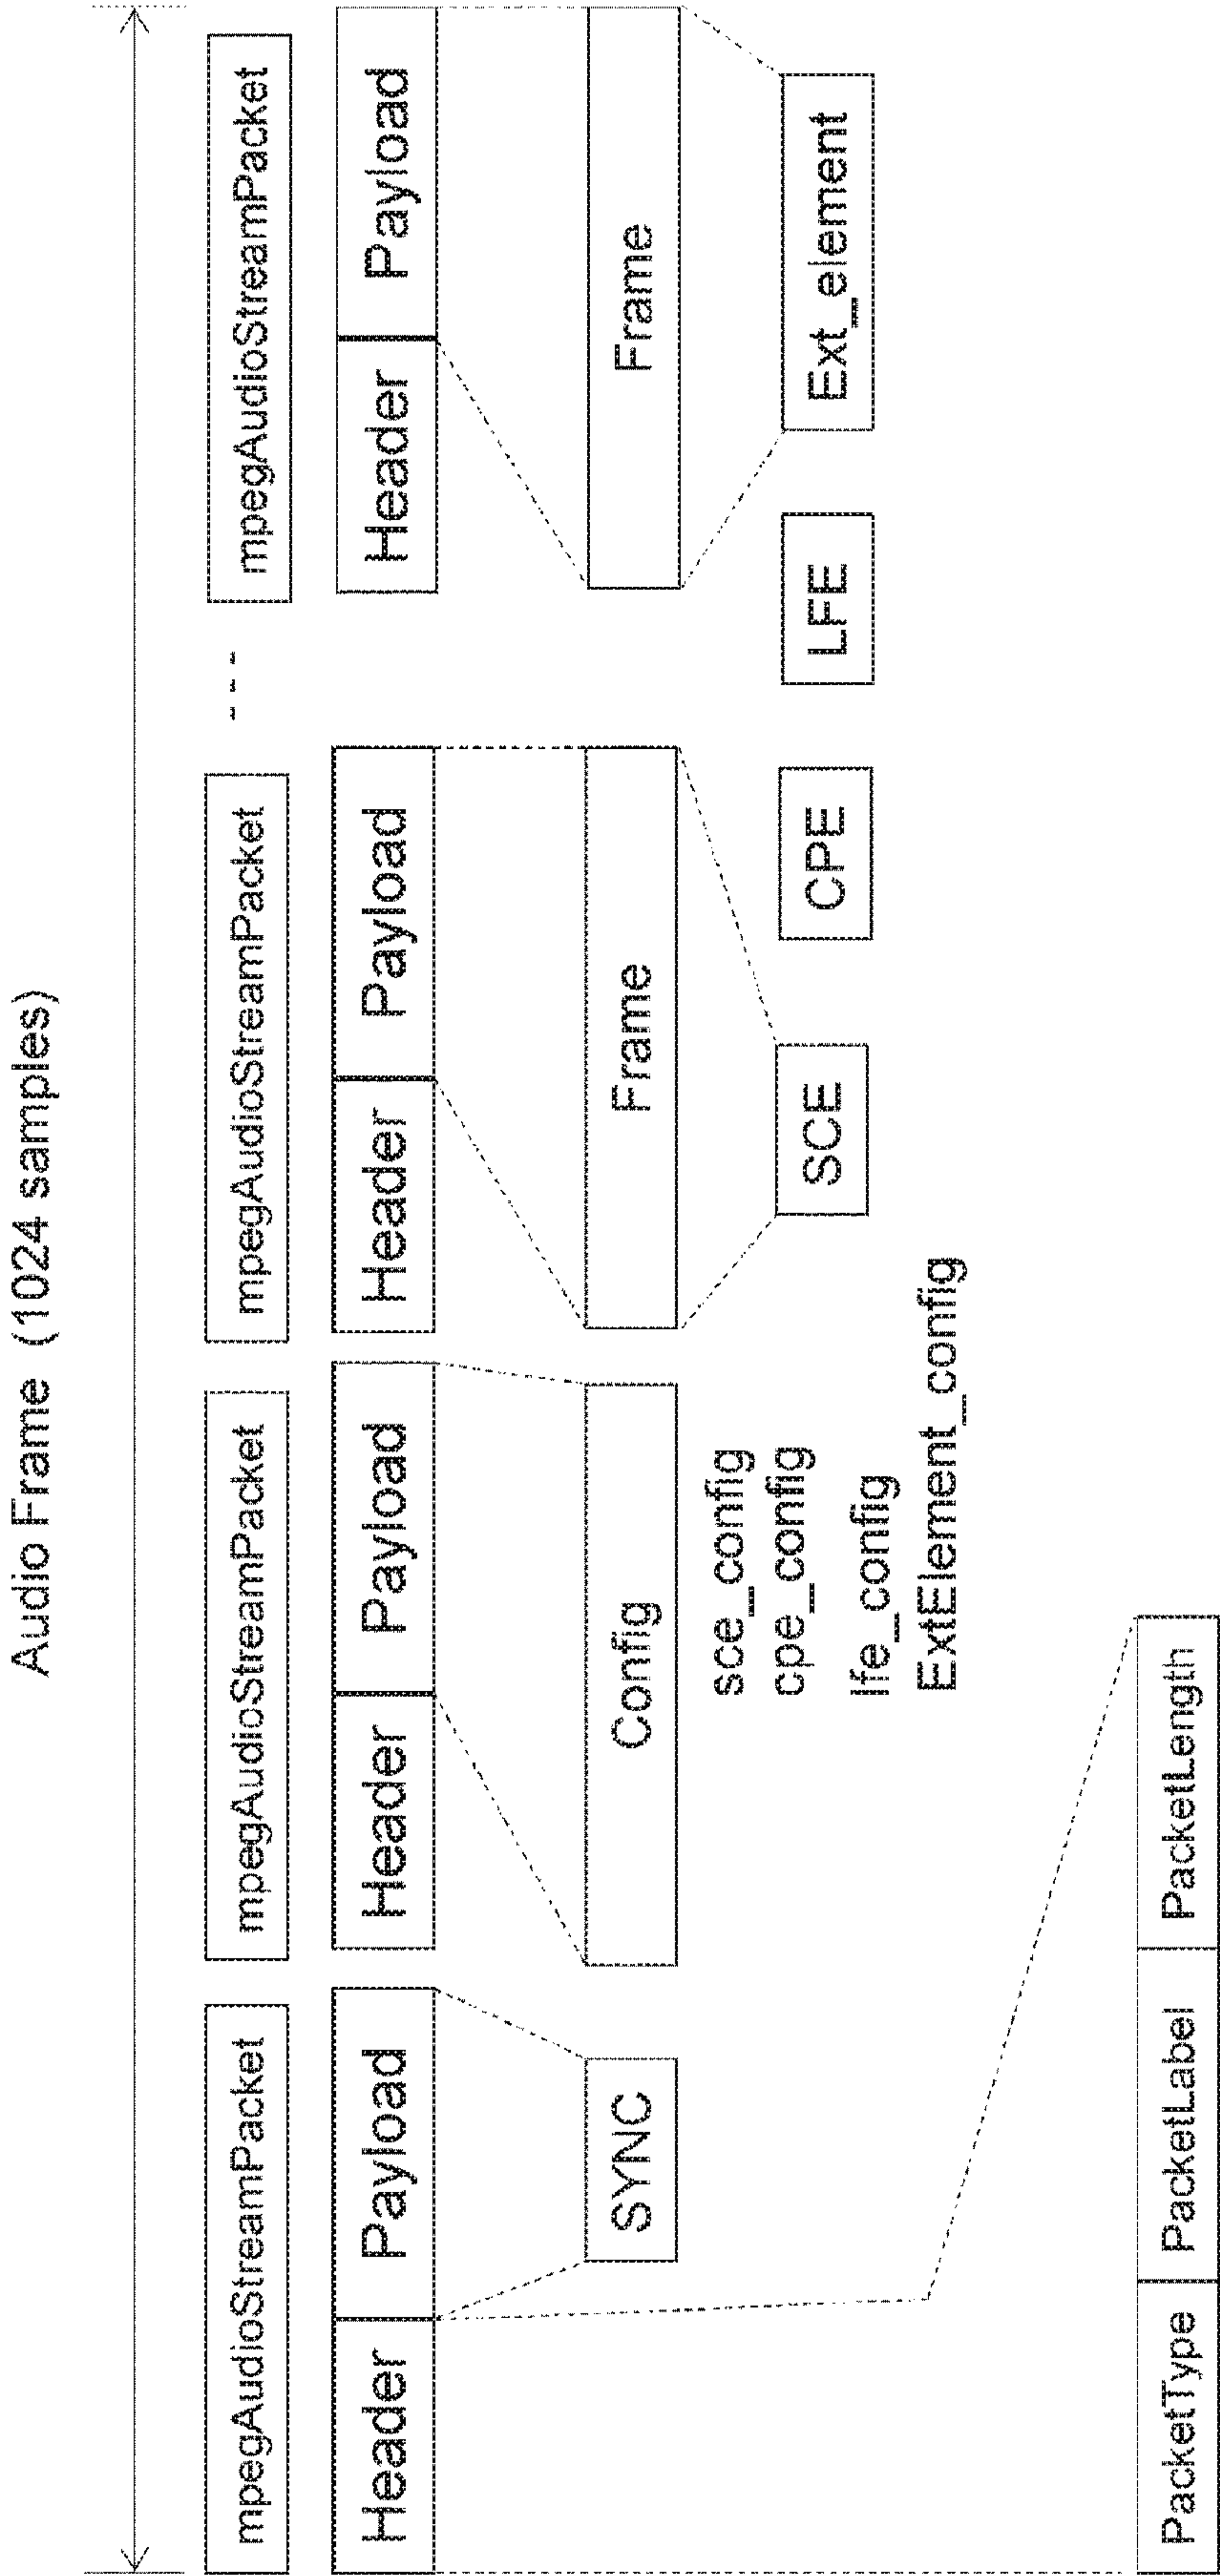 Audio Frame (1024 samples)
mpegAudioStreamPacket
mpegAudioStreamPacket
mpegAudioStreamPacket
- - -
mpegAudioStreamPacket
Header
Payload
Header
Payload
Header
Payload
Header
Payload
SYNC
Config
Frame
Frame
sce_config
cpe_config
lfe_config
ExtElement_config
SCE
CPE
LFE
Ext_element
PacketType
PacketLabel
PacketLength